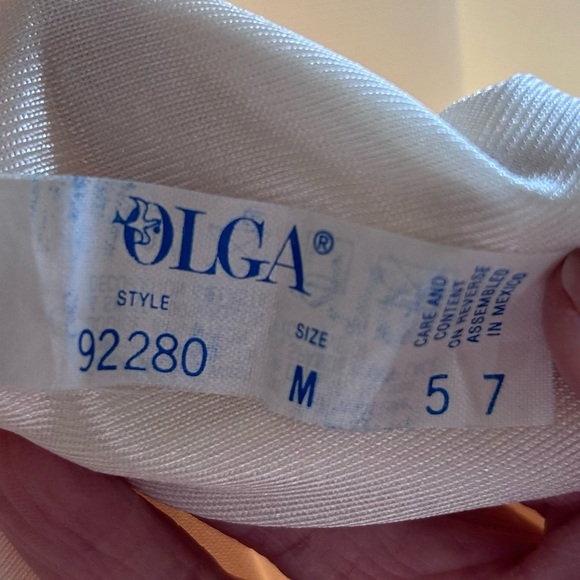 OLGA®
STYLE
92280
SIZE
M
5 7
CARE AND
CONTENT
ON REVERSE
ASSEMBLED
IN MEXICO